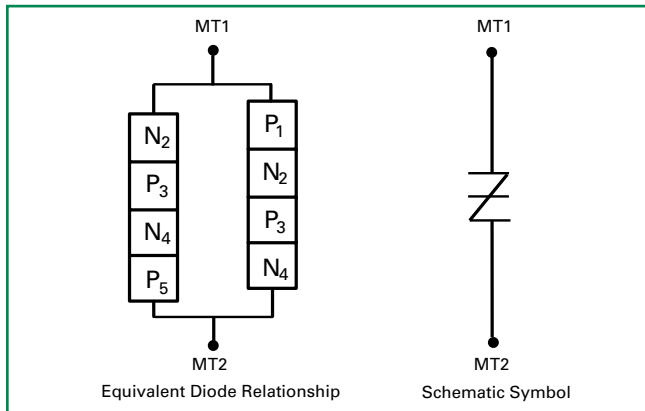 MT1
MT1
N2
P3
N4
P5
P1
N2
P3
N4
MT2
MT2
Equivalent Diode Relationship
Schematic Symbol